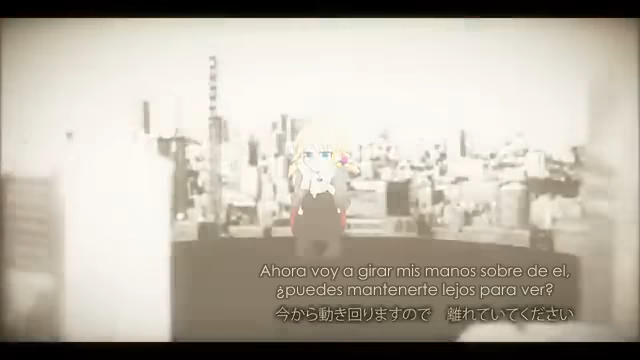 Ahora voy a girar mis manos sobre de el,
¿puedes mantenerte lejos para ver?
今から動き回りますので　離れていてください